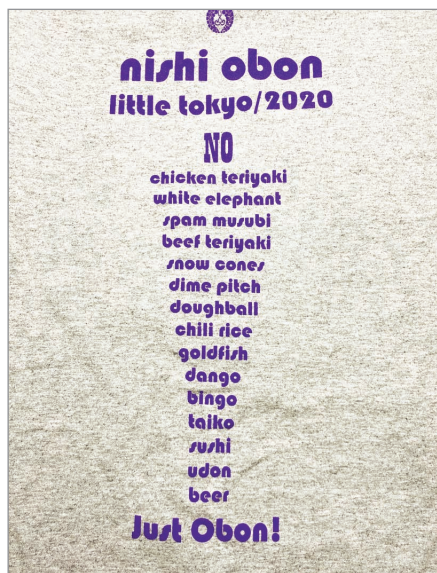 nishi obon
little tokyo/2020
NO
chicken teriyaki
white elephant
spam musubi
beef teriyaki
snow cones
dime pitch
doughball
chili rice
goldfish
dango
bingo
taiko
sushi
udon
beer
Just Obon!